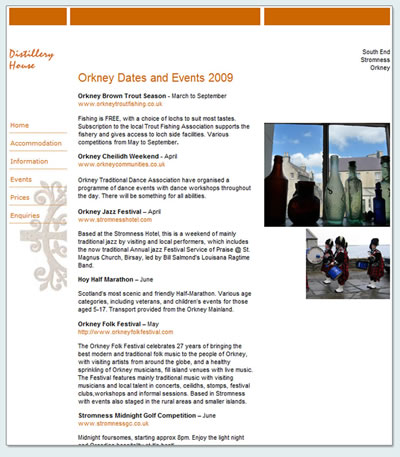 Distillery
House
South End
Stromness
Orkney
Orkney Dates and Events 2009
Home
Accommodation
Information
Events
Prices
Enquiries
Orkney Brown Trout Season - March to September
www.orkneytroutfishing.co.uk
Fishing is FREE, with a choice of lochs to suit most tastes.
Subscription to the local Trout Fishing Association supports the
fishery and gives access to loch side facilities. Various
competitions from May to September.
Orkney Cheilidh Weekend - April
www.orkneycommunities.co.uk
Orkney Traditional Dance Association have organised a
programme of dance events with dance workshops throughout
the day. There will be something for all abilities.
Orkney Jazz Festival – April
www.stromnesshotel.com
Based at the Stromness Hotel, this is a weekend of mainly
traditional jazz by visiting and local performers, which includes
the now traditional Annual Jazz Festival Service of Praise @ St.
Magnus Church, Birsay, led by Bill Salmond's Louisana Ragtime
Band.
Hoy Half Marathon – June
Scotland's most scenic and friendly Half-Marathon. Various age
categories, including veterans, and children's events for those
aged 5-17. Transport provided from the Orkney Mainland.
Orkney Folk Festival – May
http://www.orkneyfolkfestival.com
The Orkney Folk Festival celebrates 27 years of bringing the
best modern and traditional folk music to the people of Orkney,
with visiting artists from around the globe, and a healthy
sprinkling of Orkney musicians, fill island venues with live music.
The Festival features mainly traditional music with visiting
musicians and local talent in concerts, ceilidhs, stomps, festival
clubs,workshops and informal sessions. Based in Stromness
with events also staged in the rural areas and smaller islands.
Stromness Midnight Golf Competition – June
www.stromnessgc.co.uk
Midnight foursomes, starting approx 8pm. Enjoy the light night